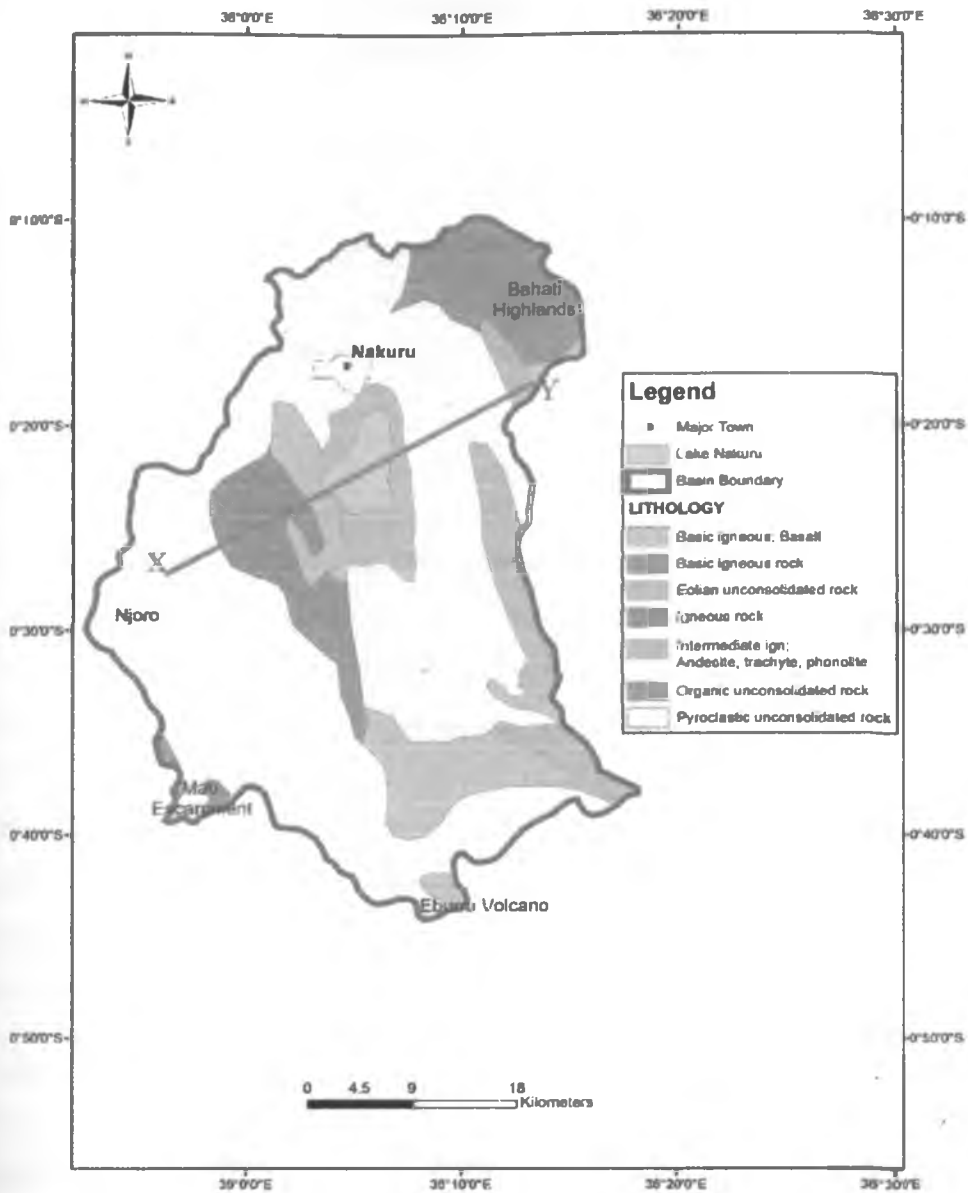 36°0'0"E 36°10'0"E 36°20'0"E 36°30'0"E
0°10'0"S 0°10'0"S
Bahati
Highlands
Nakuru
Y
Legend
Major Town
Lake Nakuru
Basin Boundary
LITHOLOGY
Basic igneous; Basalt
Basic igneous rock
Eolian unconsolidated rock
Igneous rock
Intermediate ign;
Andesite, trachyte, phonolite
Organic unconsolidated rock
Pyroclastic unconsolidated rock
0°20'0"S 0°20'0"S
X
Njoro
0°30'0"S 0°30'0"S
Mau
Escarpment
0°40'0"S 0°40'0"S
Volcano
0°50'0"S 0°50'0"S
0 4.5 9 18
Kilometers
36°0'0"E 36°10'0"E 36°20'0"E 36°30'0"E